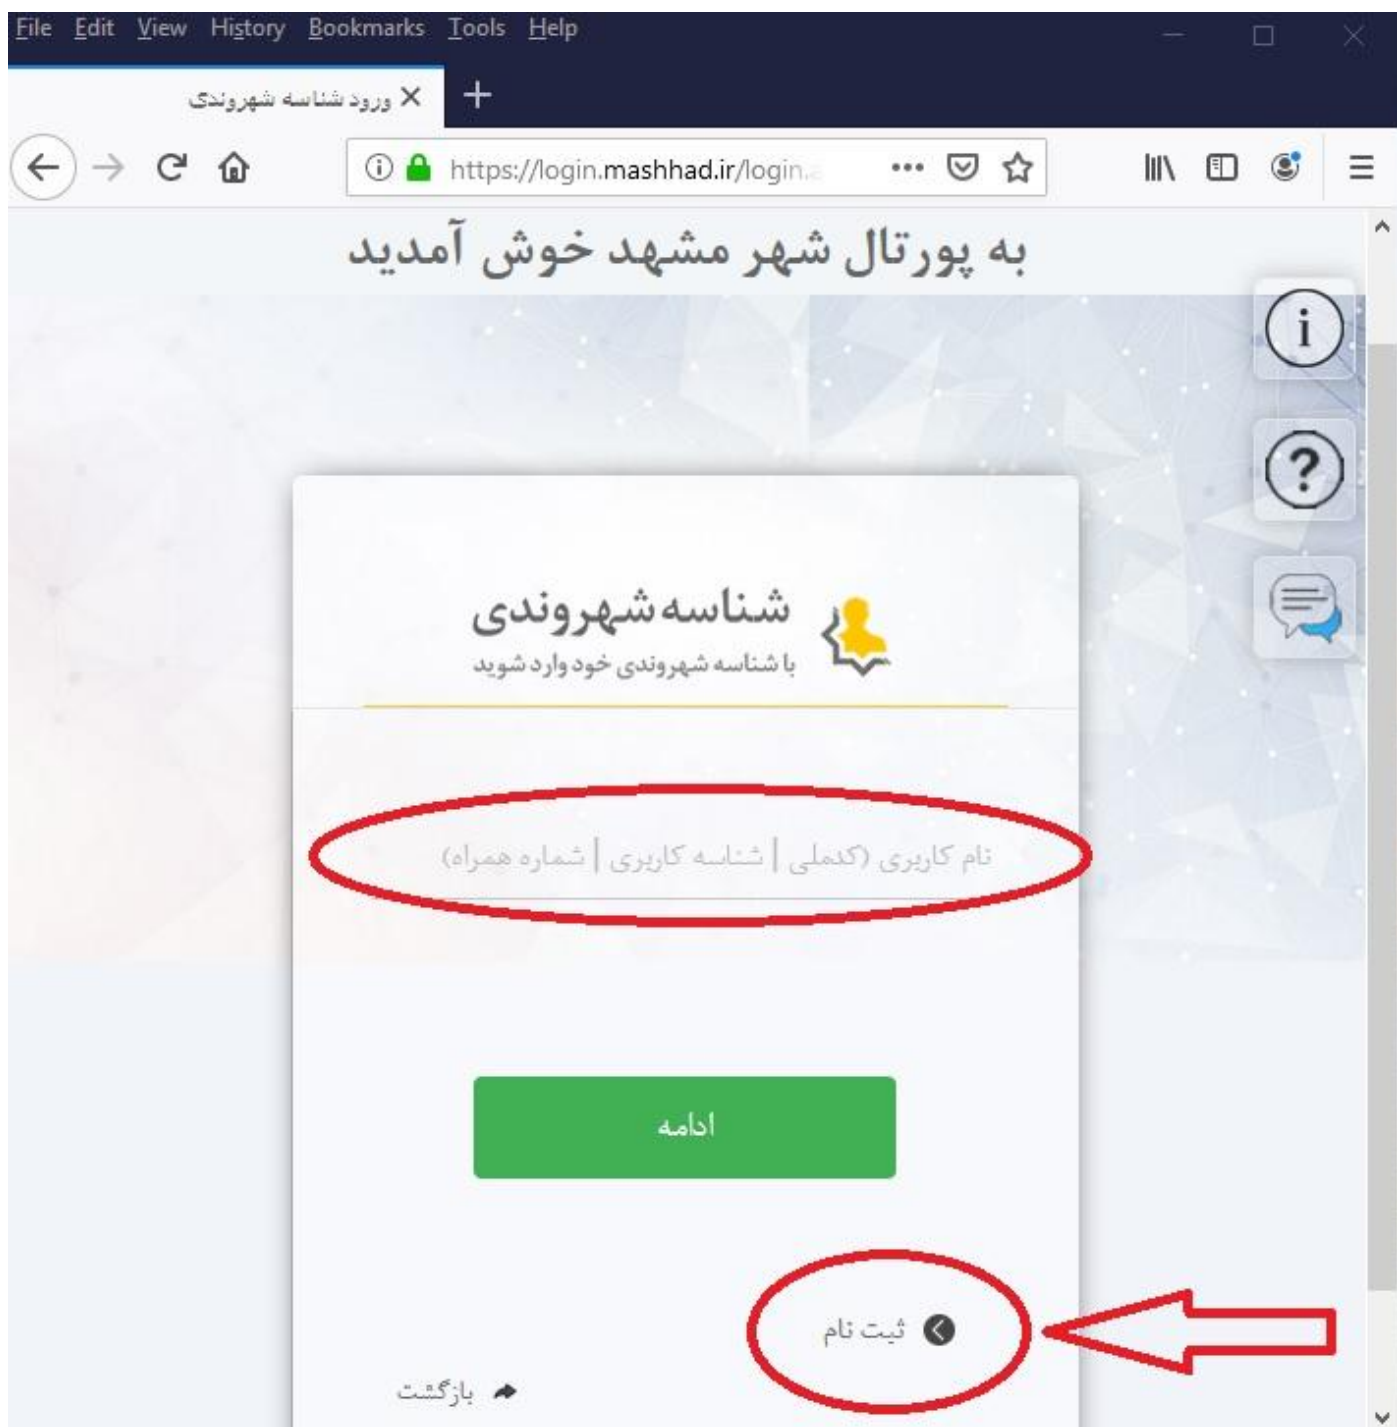 File Edit View History Bookmarks Tools Help
ورود شناسه شهروندی
https://login.mashhad.ir/login.a
به پورتال شهر مشهد خوش آمدید
شناسه شهروندی
با شناسه شهروندی خود وارد شوید
نام کاربری (کدملی | شناسه کاربری | شماره همراه)
ادامه
ثبت نام
بازگشت